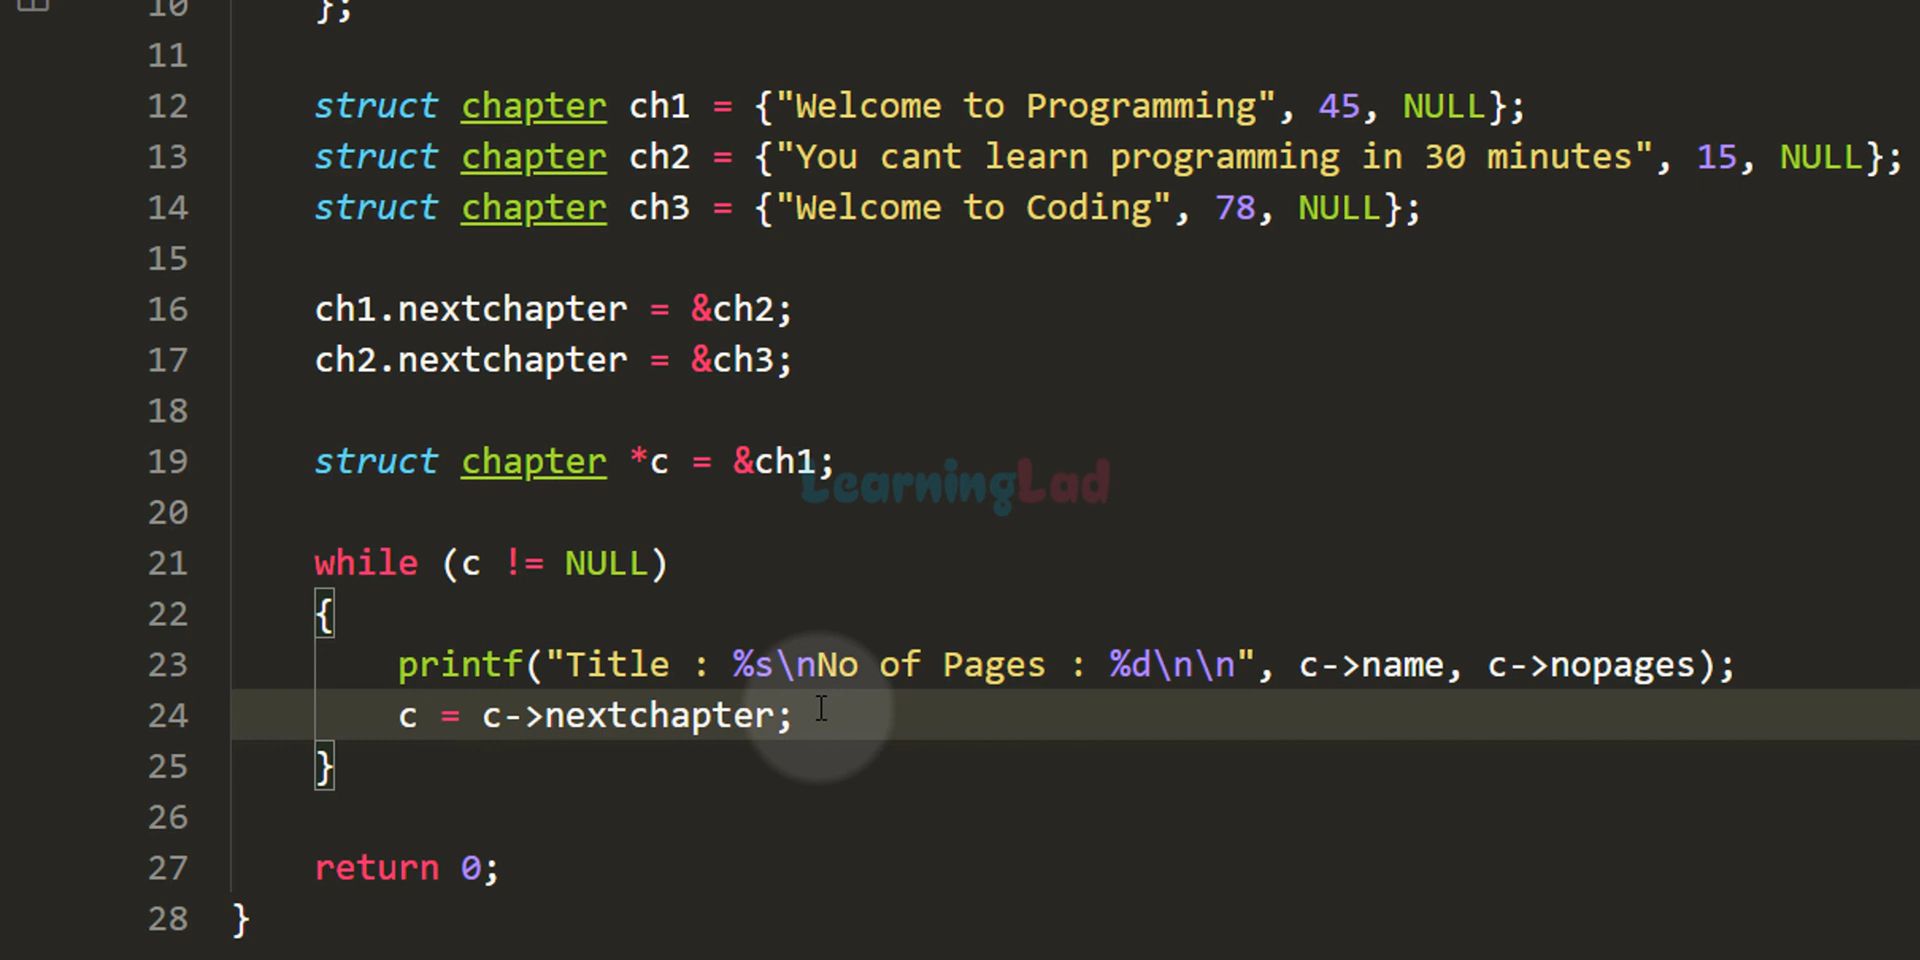 10 };
11
12 struct chapter ch1 = {"Welcome to Programming", 45, NULL};
13 struct chapter ch2 = {"You cant learn programming in 30 minutes", 15, NULL};
14 struct chapter ch3 = {"Welcome to Coding", 78, NULL};
15
16 ch1.nextchapter = &ch2;
17 ch2.nextchapter = &ch3;
18
19 struct chapter *c = &ch1;
LearningLad
20
21 while (c != NULL)
22 {
23 printf("Title : %s\nNo of Pages : %d\n\n", c->name, c->nopages);
24 c = c->nextchapter;
25 }
26
27 return 0;
28 }